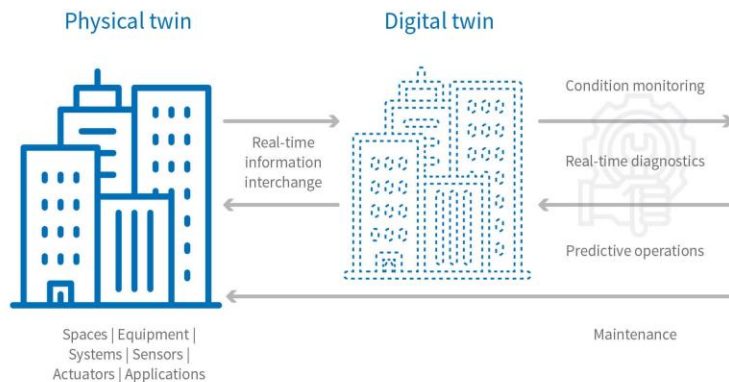 Physical twin
Digital twin
Condition monitoring
Real-time
information
interchange
Real-time diagnostics
Predictive operations
Spaces | Equipment |
Systems | Sensors |
Actuators | Applications
Maintenance